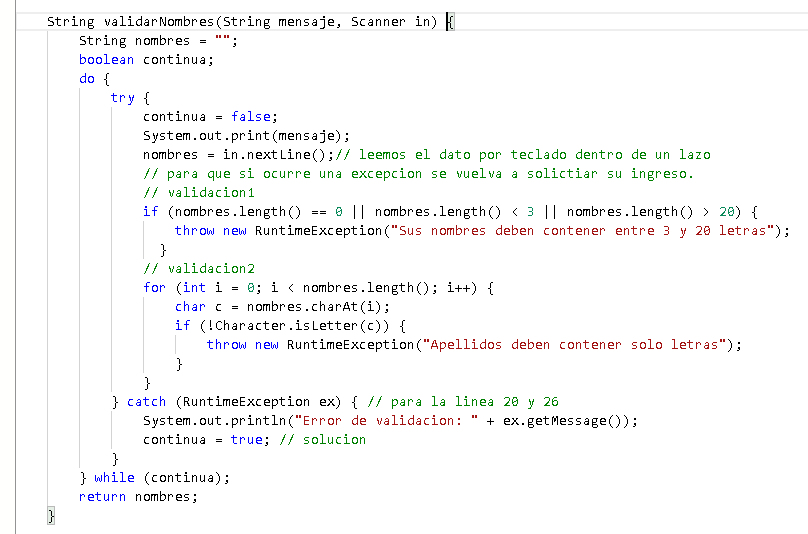 String validarNombres(String mensaje, Scanner in) {
String nombres = "";
boolean continua;
do {
try {
continua = false;
System.out.print(mensaje);
nombres = in.nextLine();// leemos el dato por teclado dentro de un lazo
// para que si ocurre una excepcion se vuelva a solictiar su ingreso.
// validacion1
if (nombres.length() == 0 || nombres.length() < 3 || nombres.length() > 20) {
throw new RuntimeException("Sus nombres deben contener entre 3 y 20 letras");
}
// validacion2
for (int i = 0; i < nombres.length(); i++) {
char c = nombres.charAt(i);
if (!Character.isLetter(c)) {
throw new RuntimeException("Apellidos deben contener solo letras");
}
}
} catch (RuntimeException ex) { // para la linea 20 y 26
System.out.println("Error de validacion: " + ex.getMessage());
continua = true; // solucion
}
} while (continua);
return nombres;
}